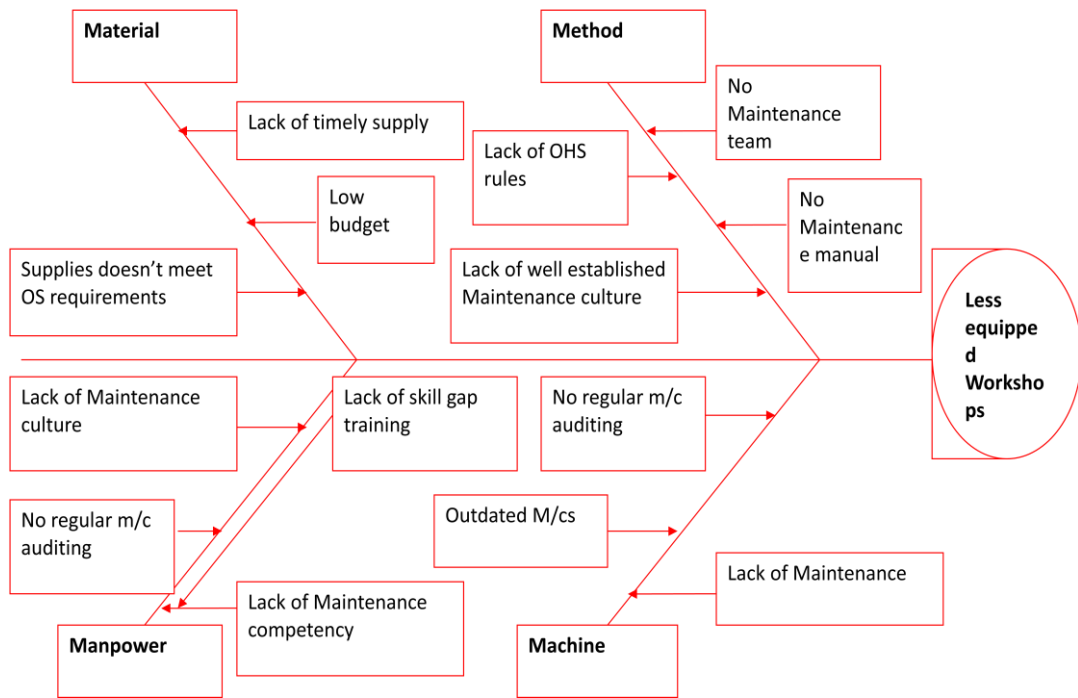 Material
Method
No
Maintenance
team
Lack of timely supply
Lack of OHS
rules
Low
budget
No
Maintenanc
e manual
Supplies doesn’t meet
OS requirements
Lack of well established
Maintenance culture
Less
equippe
d
Worksho
ps
Lack of Maintenance
culture
Lack of skill gap
training
No regular m/c
auditing
No regular m/c
auditing
Outdated M/cs
Lack of Maintenance
competency
Lack of Maintenance
Manpower
Machine